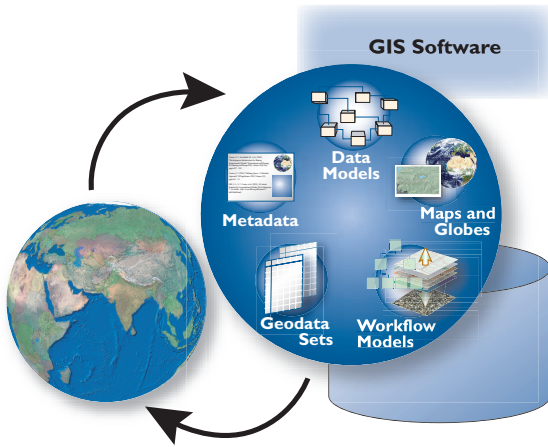 GIS Software
Data
Models
Metadata
Maps and
Globes
Geodata
Sets
Workflow
Models